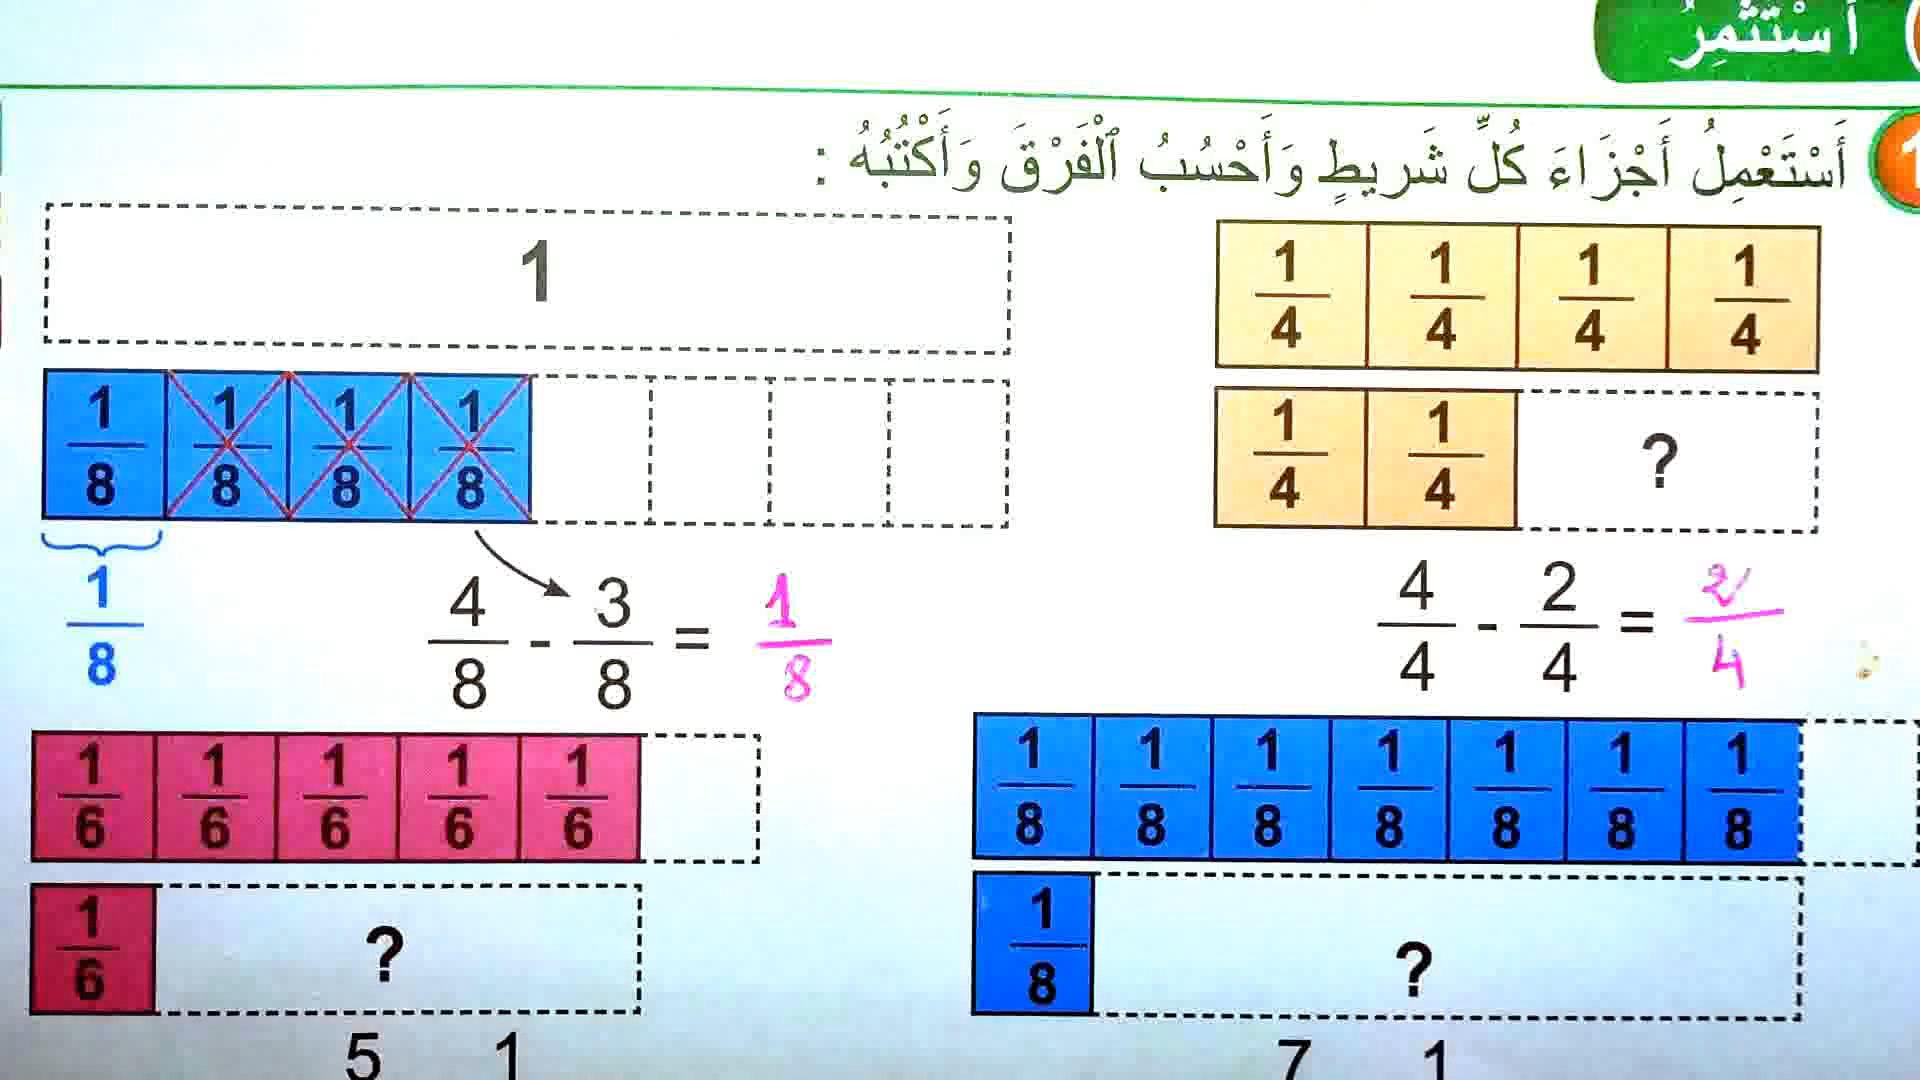 أَسْتَثْمِرُ
1 أَسْتَعْمِلُ أَجْزَاءَ كُلِّ شَرِيطٍ وَأَحْسُبُ ٱلْفَرْقَ وَأَكْتُبُهُ :
1/4 1/4 1/4 1/4
1/4 1/4 ?
4/4 - 2/4 = 2/4
1
1/8 1/8 1/8 1/8
1/8
4/8 - 3/8 = 1/8
1/8 1/8 1/8 1/8 1/8 1/8 1/8
1/8 ?
7 1
1/6 1/6 1/6 1/6 1/6
1/6 ?
5 1